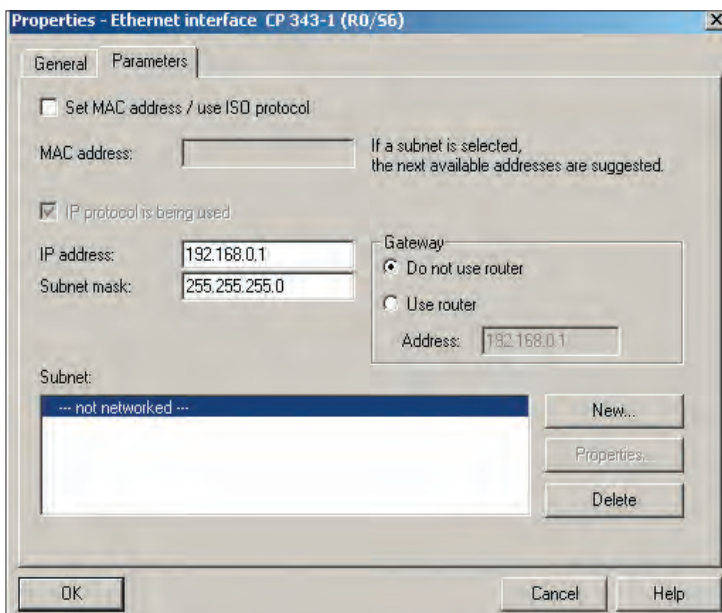 Properties - Ethernet interface CP 343-1 (R0/S6)
General
Parameters
Set MAC address / use ISO protocol
MAC address:
If a subnet is selected,
the next available addresses are suggested.
IP protocol is being used
IP address:
192.168.0.1
Subnet mask:
255.255.255.0
Gateway
Do not use router
Use router
Address:
192.168.0.1
Subnet:
--- not networked ---
New...
Properties...
Delete
OK
Cancel
Help